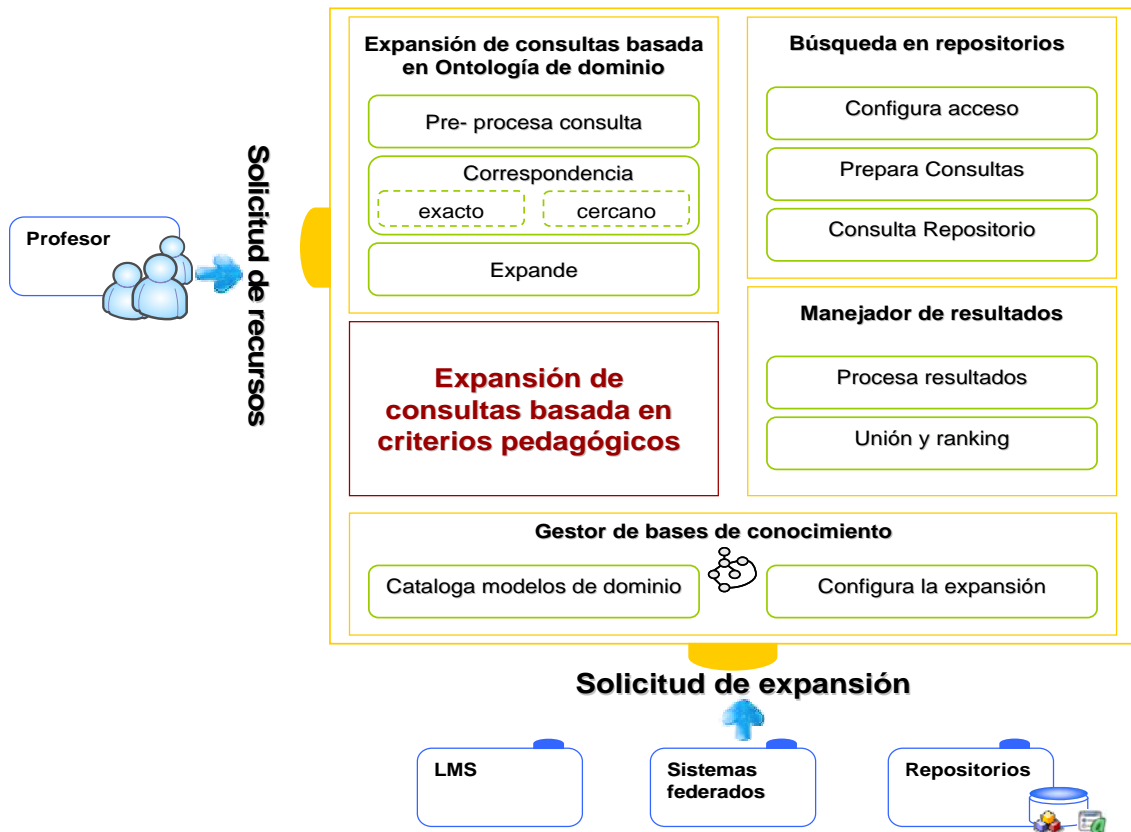 Profesor
Solicitud de recursos
Expansión de consultas basada
en Ontología de dominio
Pre- procesa consulta
Correspondencia
exacto
cercano
Expande
Búsqueda en repositorios
Configura acceso
Prepara Consultas
Consulta Repositorio
Expansión de
consultas basada en
criterios pedagógicos
Manejador de resultados
Procesa resultados
Unión y ranking
Gestor de bases de conocimiento
Cataloga modelos de dominio
Configura la expansión
Solicitud de expansión
LMS
Sistemas
federados
Repositorios